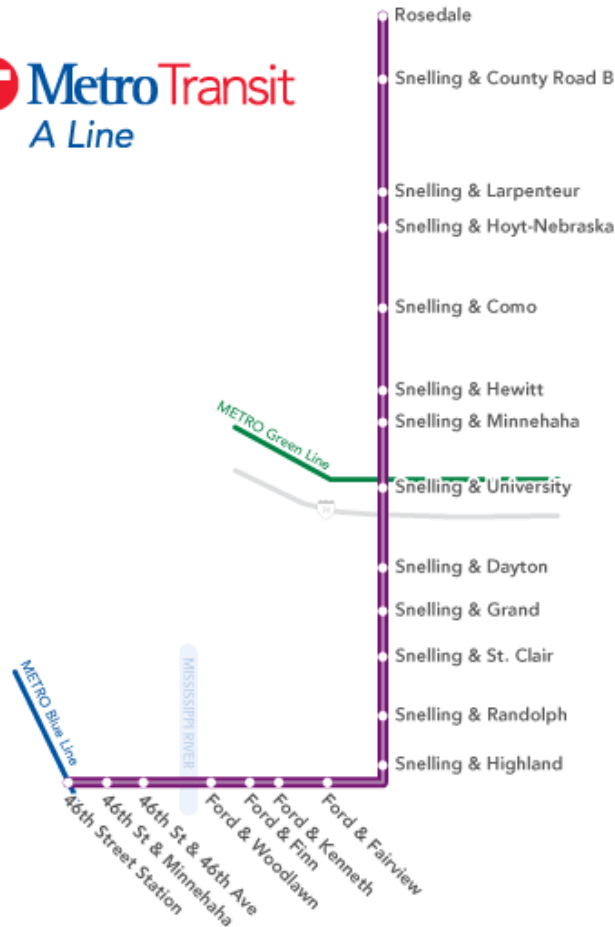 Rosedale
MetroTransit
A Line
Snelling & County Road B
Snelling & Larpenteur
Snelling & Hoyt-Nebraska
Snelling & Como
Snelling & Hewitt
METRO Green Line
Snelling & Minnehaha
Snelling & University
94
Snelling & Dayton
Snelling & Grand
Snelling & St. Clair
METRO Blue Line
MISSISSIPPI RIVER
Snelling & Randolph
Snelling & Highland
46th Street Station
46th St & Minnehaha
46th St & 46th Ave
Ford & Woodlawn
Ford & Finn
Ford & Kenneth
Ford & Fairview